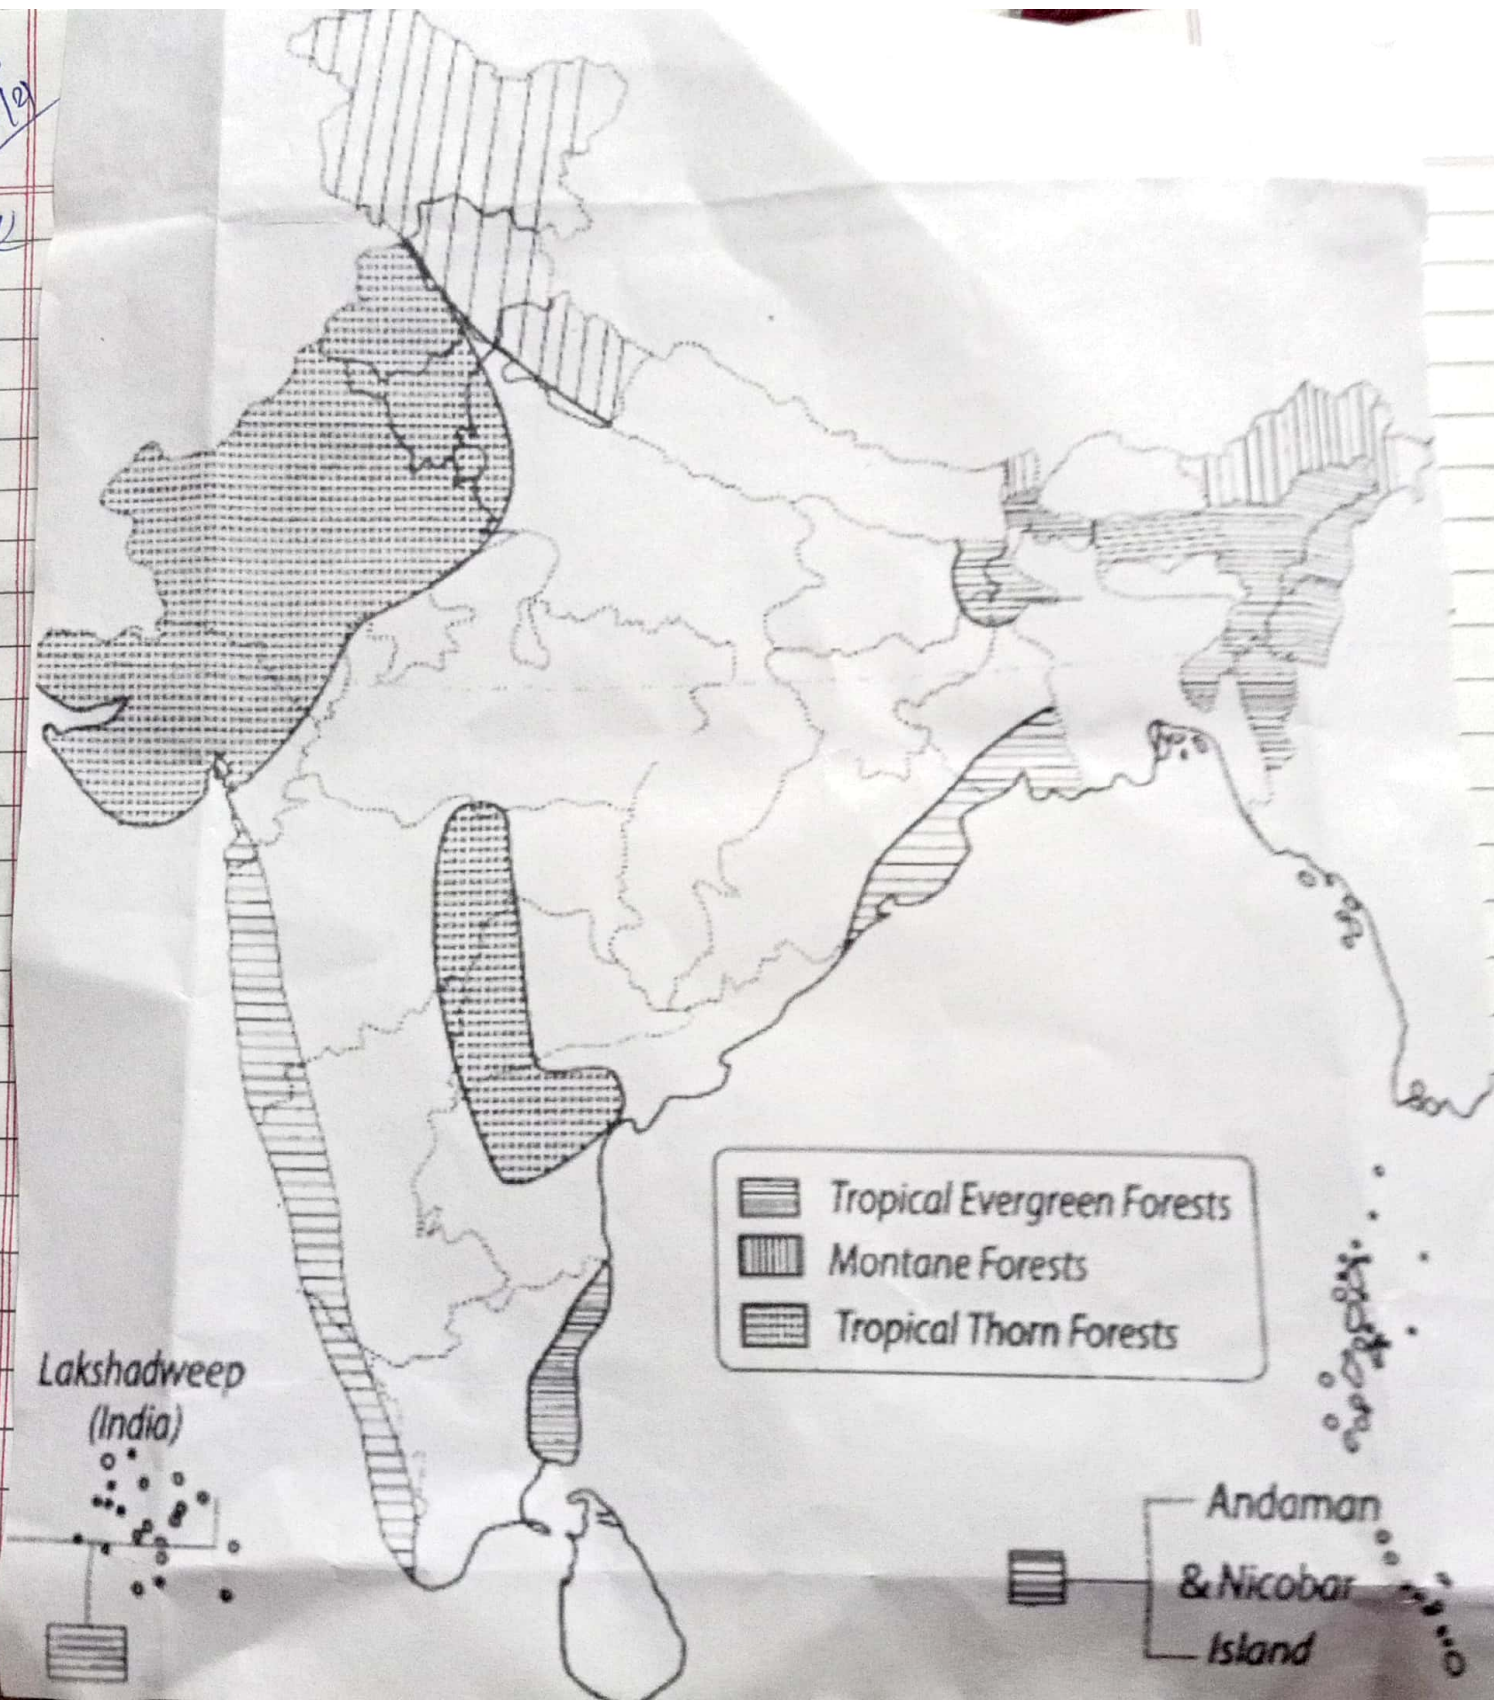 Tropical Evergreen Forests
Montane Forests
Tropical Thorn Forests
Lakshadweep
(India)
Andaman
& Nicobar
Island